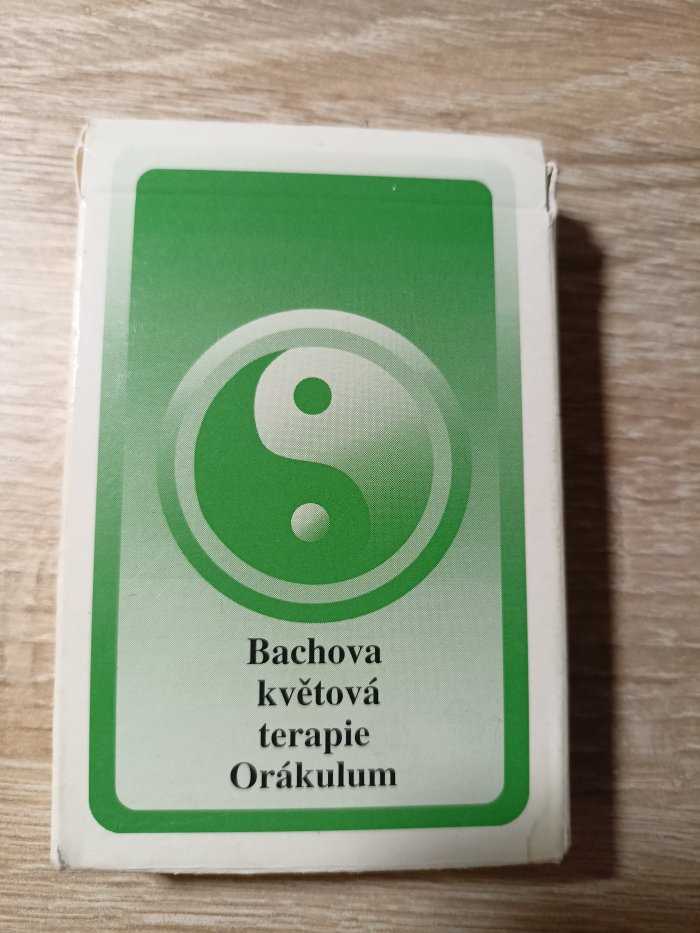 Bachova
květová
terapie
Orákulum